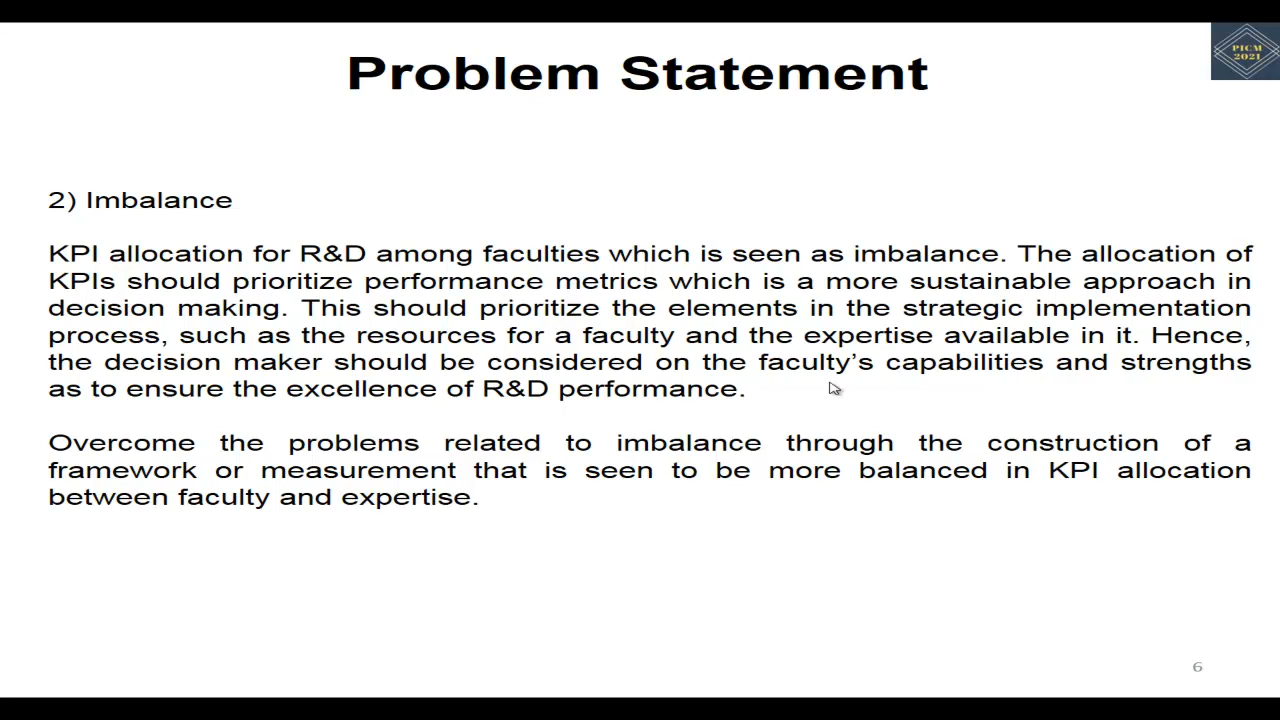 PICM
2021
Problem Statement
2) Imbalance
KPI allocation for R&D among faculties which is seen as imbalance. The allocation of
KPIs should prioritize performance metrics which is a more sustainable approach in
decision making. This should prioritize the elements in the strategic implementation
process, such as the resources for a faculty and the expertise available in it. Hence,
the decision maker should be considered on the faculty’s capabilities and strengths
as to ensure the excellence of R&D performance.
Overcome the problems related to imbalance through the construction of a
framework or measurement that is seen to be more balanced in KPI allocation
between faculty and expertise.
6